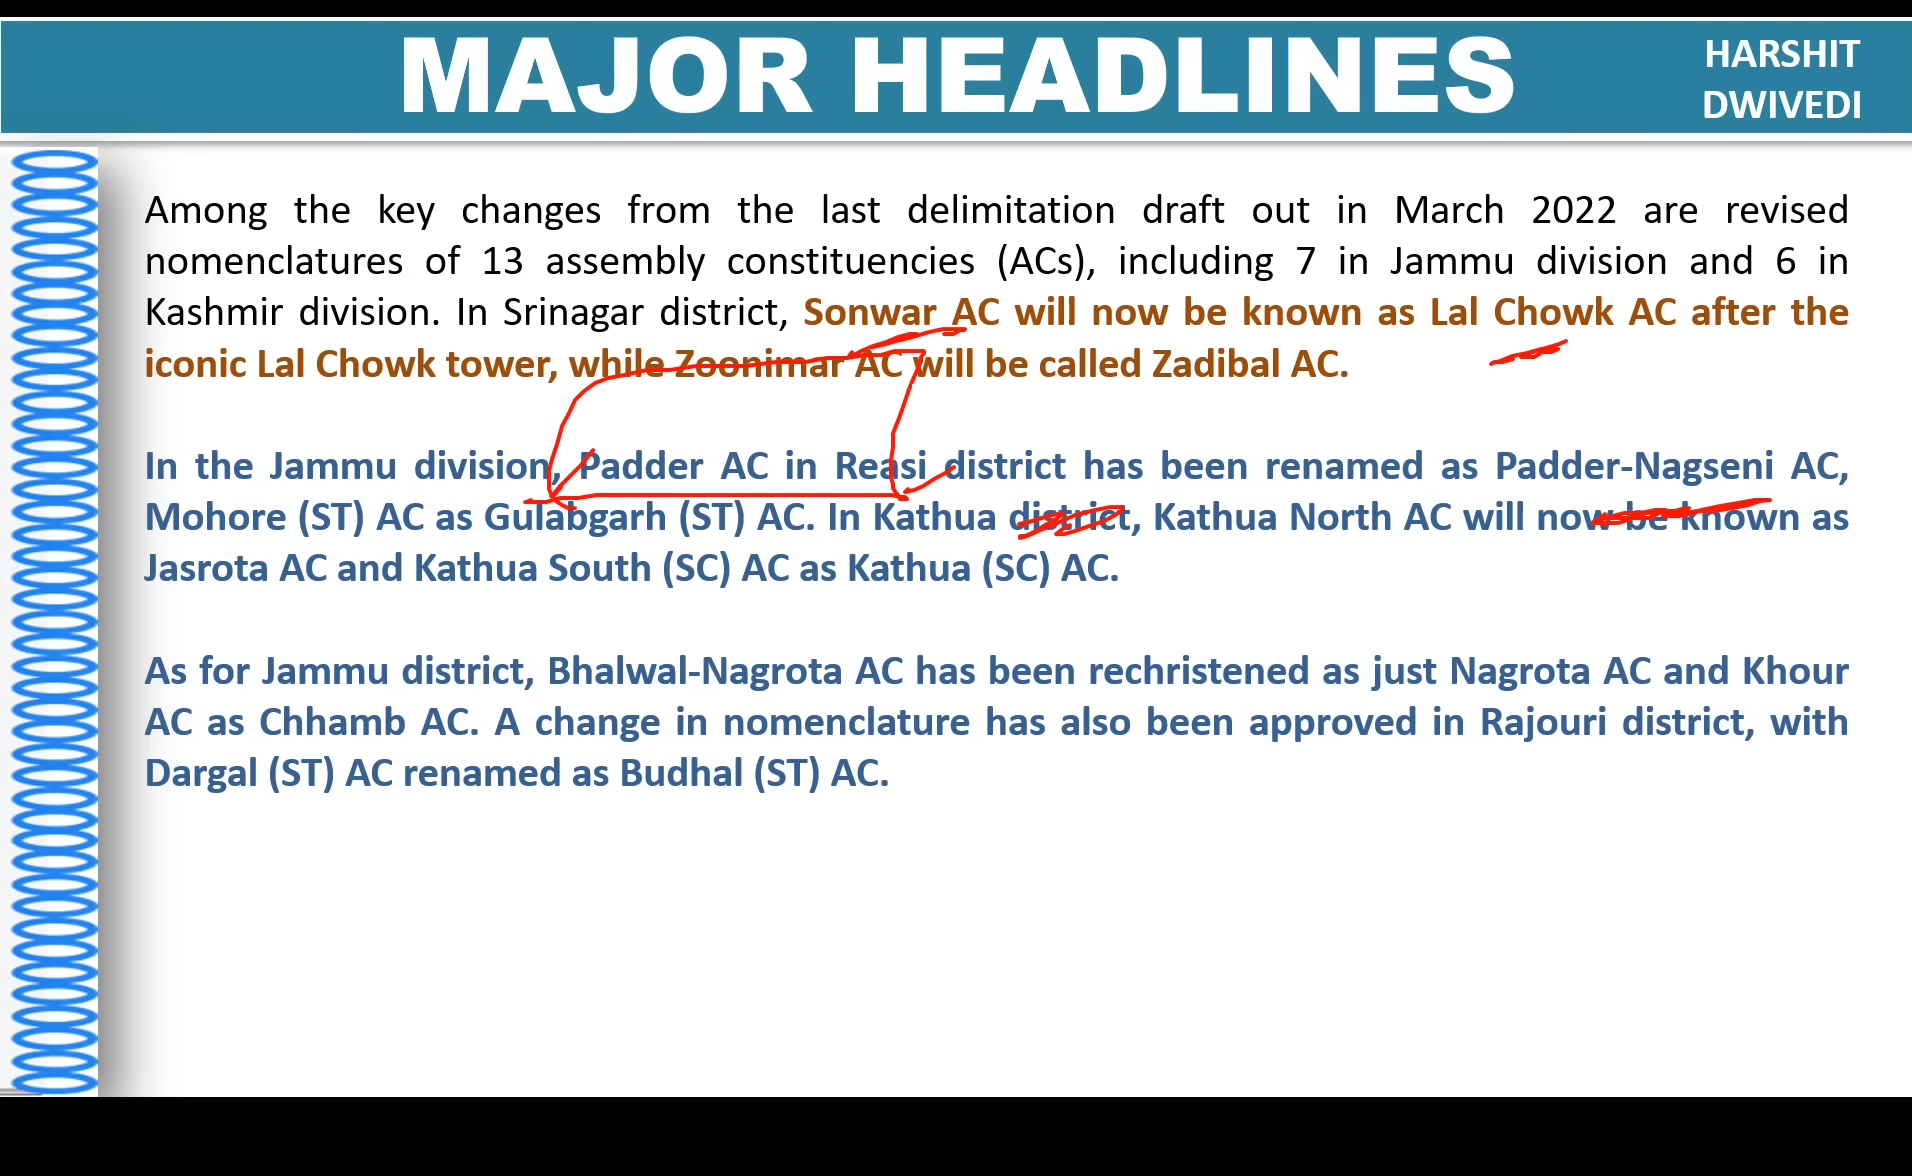 MAJOR HEADLINES
HARSHIT
DWIVEDI
Among the key changes from the last delimitation draft out in March 2022 are revised
nomenclatures of 13 assembly constituencies (ACs), including 7 in Jammu division and 6 in
Kashmir division. In Srinagar district, Sonwar AC will now be known as Lal Chowk AC after the
iconic Lal Chowk tower, while Zoonimar AC will be called Zadibal AC.
In the Jammu division, Padder AC in Reasi district has been renamed as Padder-Nagseni AC,
Mohore (ST) AC as Gulabgarh (ST) AC. In Kathua district, Kathua North AC will now be known as
Jasrota AC and Kathua South (SC) AC as Kathua (SC) AC.
As for Jammu district, Bhalwal-Nagrota AC has been rechristened as just Nagrota AC and Khour
AC as Chhamb AC. A change in nomenclature has also been approved in Rajouri district, with
Dargal (ST) AC renamed as Budhal (ST) AC.